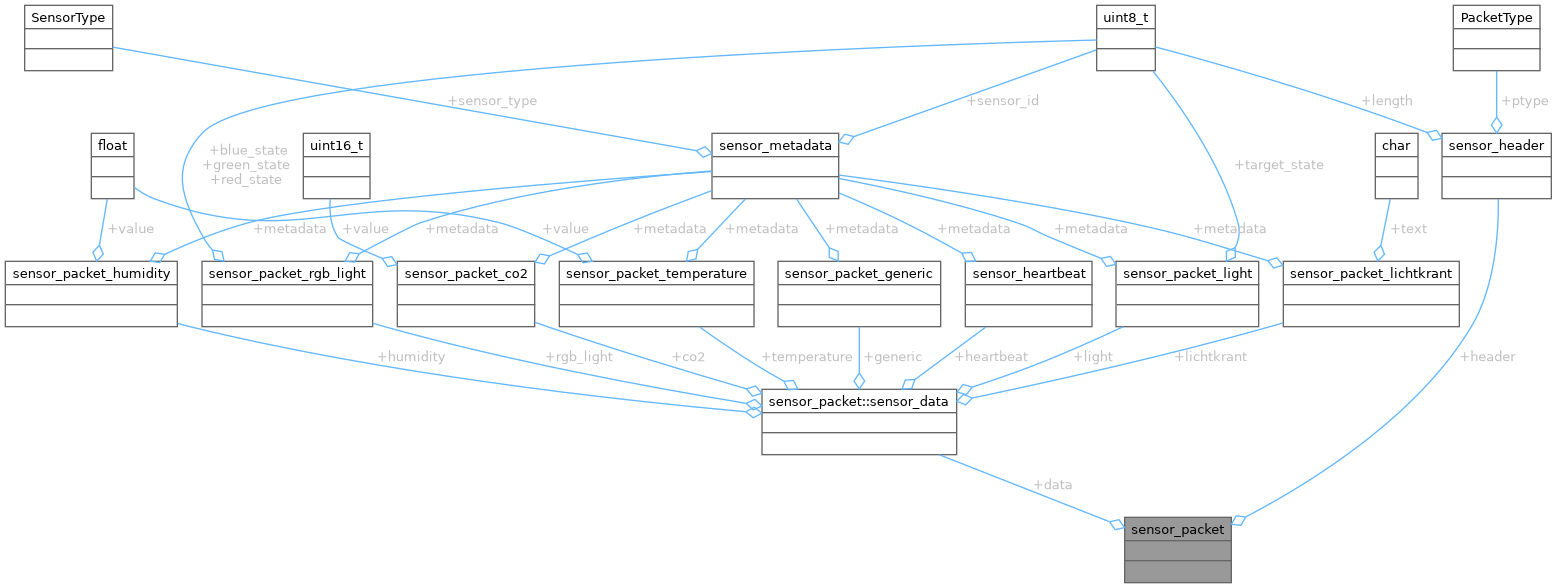 SensorType
uint8_t
PacketType
+sensor_type
+sensor_id
+length
+ptype
float
+blue_state
+green_state
+red_state
uint16_t
sensor_metadata
+target_state
char
sensor_header
+value
+metadata
+value
+metadata
+metadata
+value
+metadata
+metadata
+metadata
+metadata
+metadata
+text
sensor_packet_humidity
sensor_packet_rgb_light
sensor_packet_co2
sensor_packet_temperature
sensor_packet_generic
sensor_heartbeat
sensor_packet_light
sensor_packet_lichtkrant
+humidity
+rgb_light
+co2
+temperature
+generic
+heartbeat
+light
+lichtkrant
+header
sensor_packet::sensor_data
+data
sensor_packet